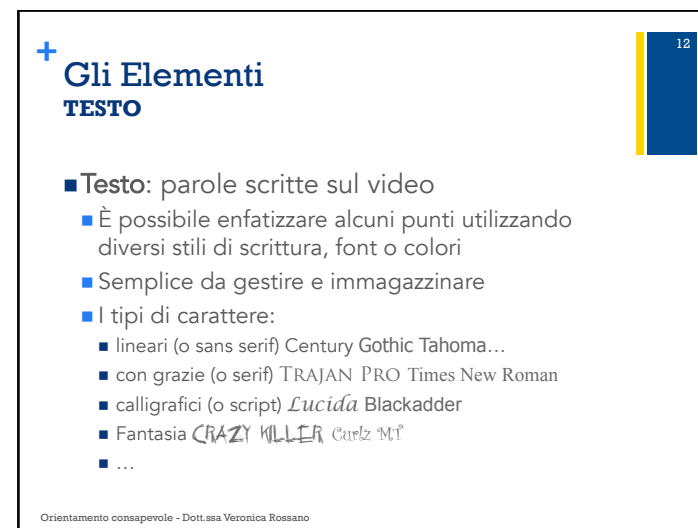 12
+
Gli Elementi
TESTO
Testo: parole scritte sul video
È possibile enfatizzare alcuni punti utilizzando
diversi stili di scrittura, font o colori
Semplice da gestire e immagazzinare
I tipi di carattere:
lineari (o sans serif) Century Gothic Tahoma…
con grazie (o serif) TRAJAN PRO Times New Roman
calligrafici (o script) Lucida Blackadder
Fantasia CRAZY KILLER Curlz MT
…
Orientamento consapevole - Dott.ssa Veronica Rossano